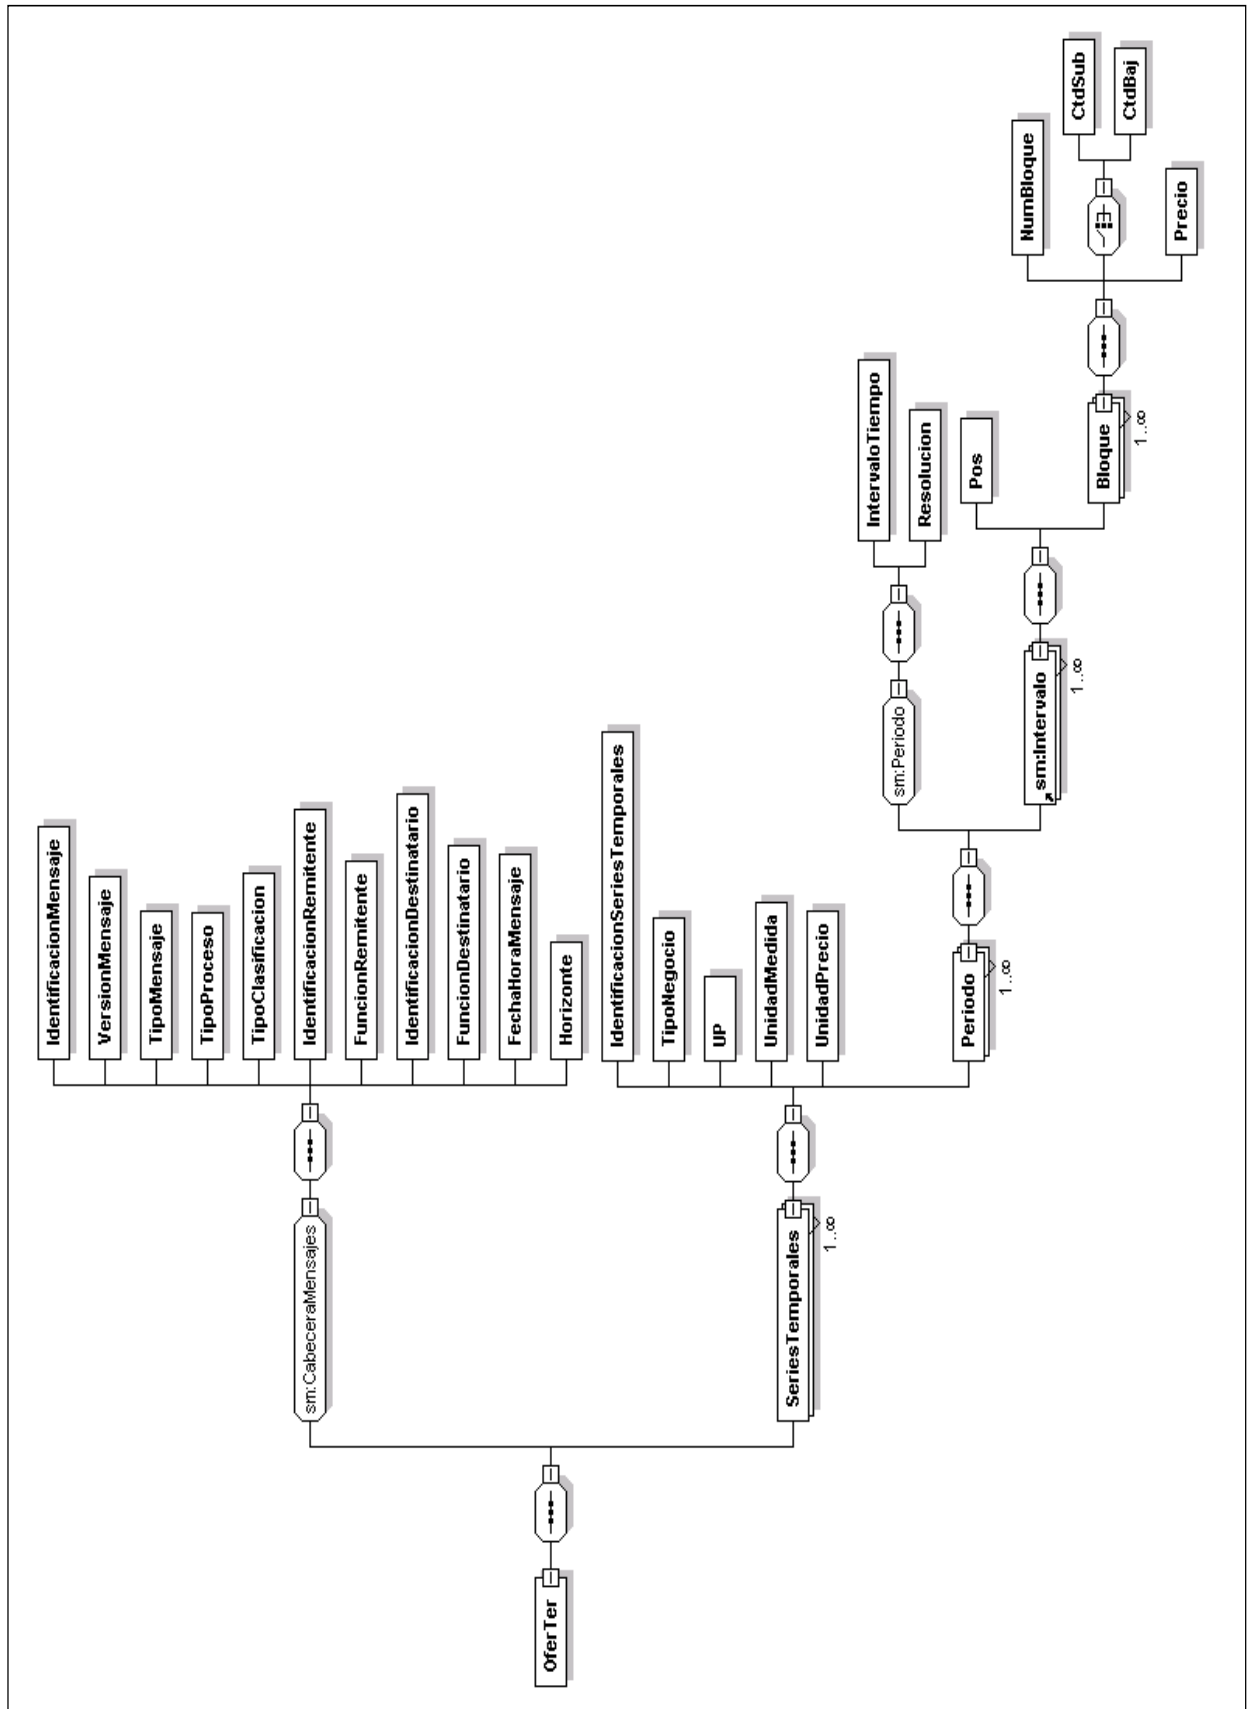 OferTer
sm:CabeceraMensajes
IdentificacionMensaje
VersionMensaje
TipoMensaje
TipoProceso
TipoClasificacion
IdentificacionRemitente
FuncionRemitente
IdentificacionDestinatario
FuncionDestinatario
FechaHoraMensaje
Horizonte
SeriesTemporales
1..∞
IdentificacionSeriesTemporales
TipoNegocio
UP
UnidadMedida
UnidadPrecio
Periodo
1..∞
sm:Periodo
IntervaloTiempo
Resolucion
sm:Intervalo
1..∞
Pos
Bloque
1..∞
NumBloque
CtdSub
CtdBaj
Precio